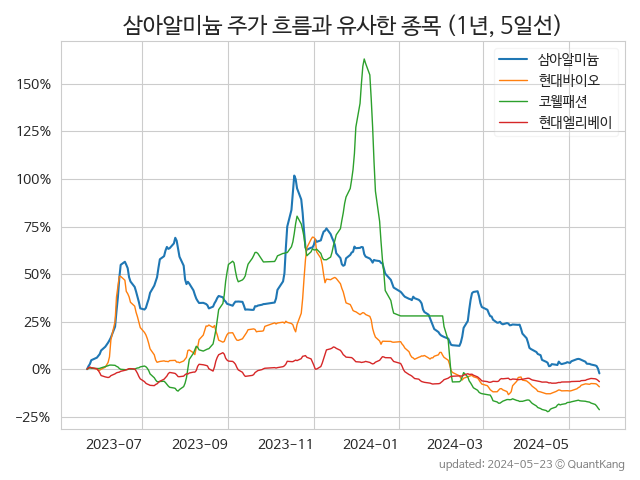 삼아알미늄 주가 흐름과 유사한 종목 (1년, 5일선)
삼아알미늄
현대바이오
코웰패션
현대엘리베이
150%
125%
100%
75%
50%
25%
0%
−25%
2023-07
2023-09
2023-11
2024-01
2024-03
2024-05
updated: 2024-05-23 © QuantKang